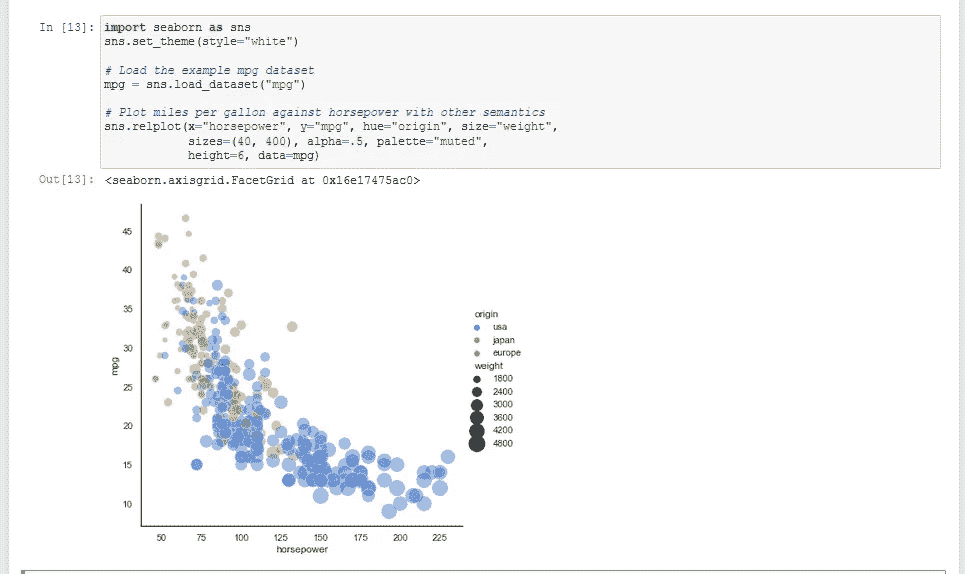 In [13]: import seaborn as sns
sns.set_theme(style="white")
# Load the example mpg dataset
mpg = sns.load_dataset("mpg")
# Plot miles per gallon against horsepower with other semantics
sns.relplot(x="horsepower", y="mpg", hue="origin", size="weight",
sizes=(40, 400), alpha=.5, palette="muted",
height=6, data=mpg)
Out[13]: <seaborn.axisgrid.FacetGrid at 0x16e17475ac0>
45
40
35
30
25
20
15
10
mpg
50 75 100 125 150 175 200 225
horsepower
origin
usa
japan
europe
weight
1800
2400
3000
3600
4200
4800